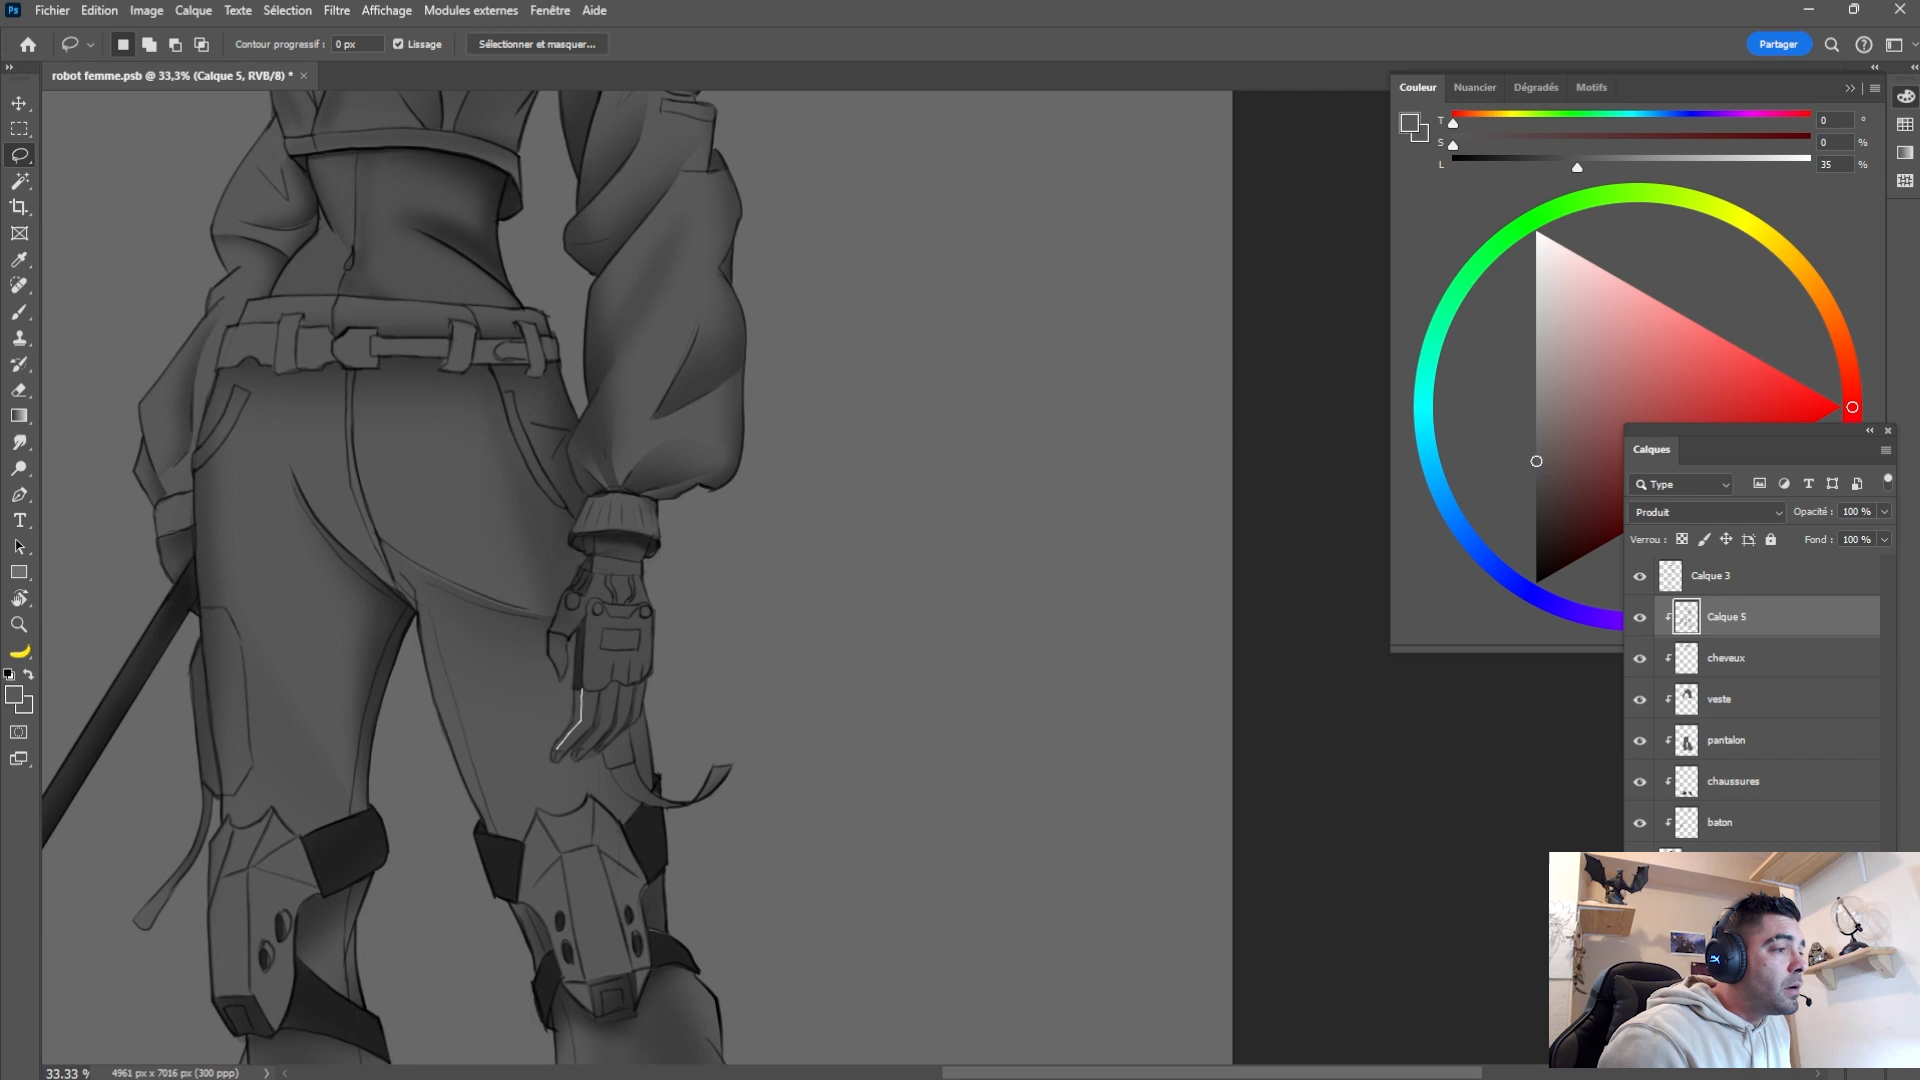 Ps Fichier Edition Image Calque Texte Sélection Filtre Affichage Modules externes Fenêtre Aide
Contour progressif : 0 px Lissage Sélectionner et masquer... Partager
robot femme.psb @ 33,3% (Calque 5, RVB/8) * ×
Couleur Nuancier Dégradés Motifs
T 0 °
S 0 %
L 35 %
Calques
Type
Produit Opacité : 100 %
Verrou : Fond : 100 %
Calque 3
Calque 5
cheveux
veste
pantalon
chaussures
baton
33.33 % 4961 px x 7016 px (300 ppp)